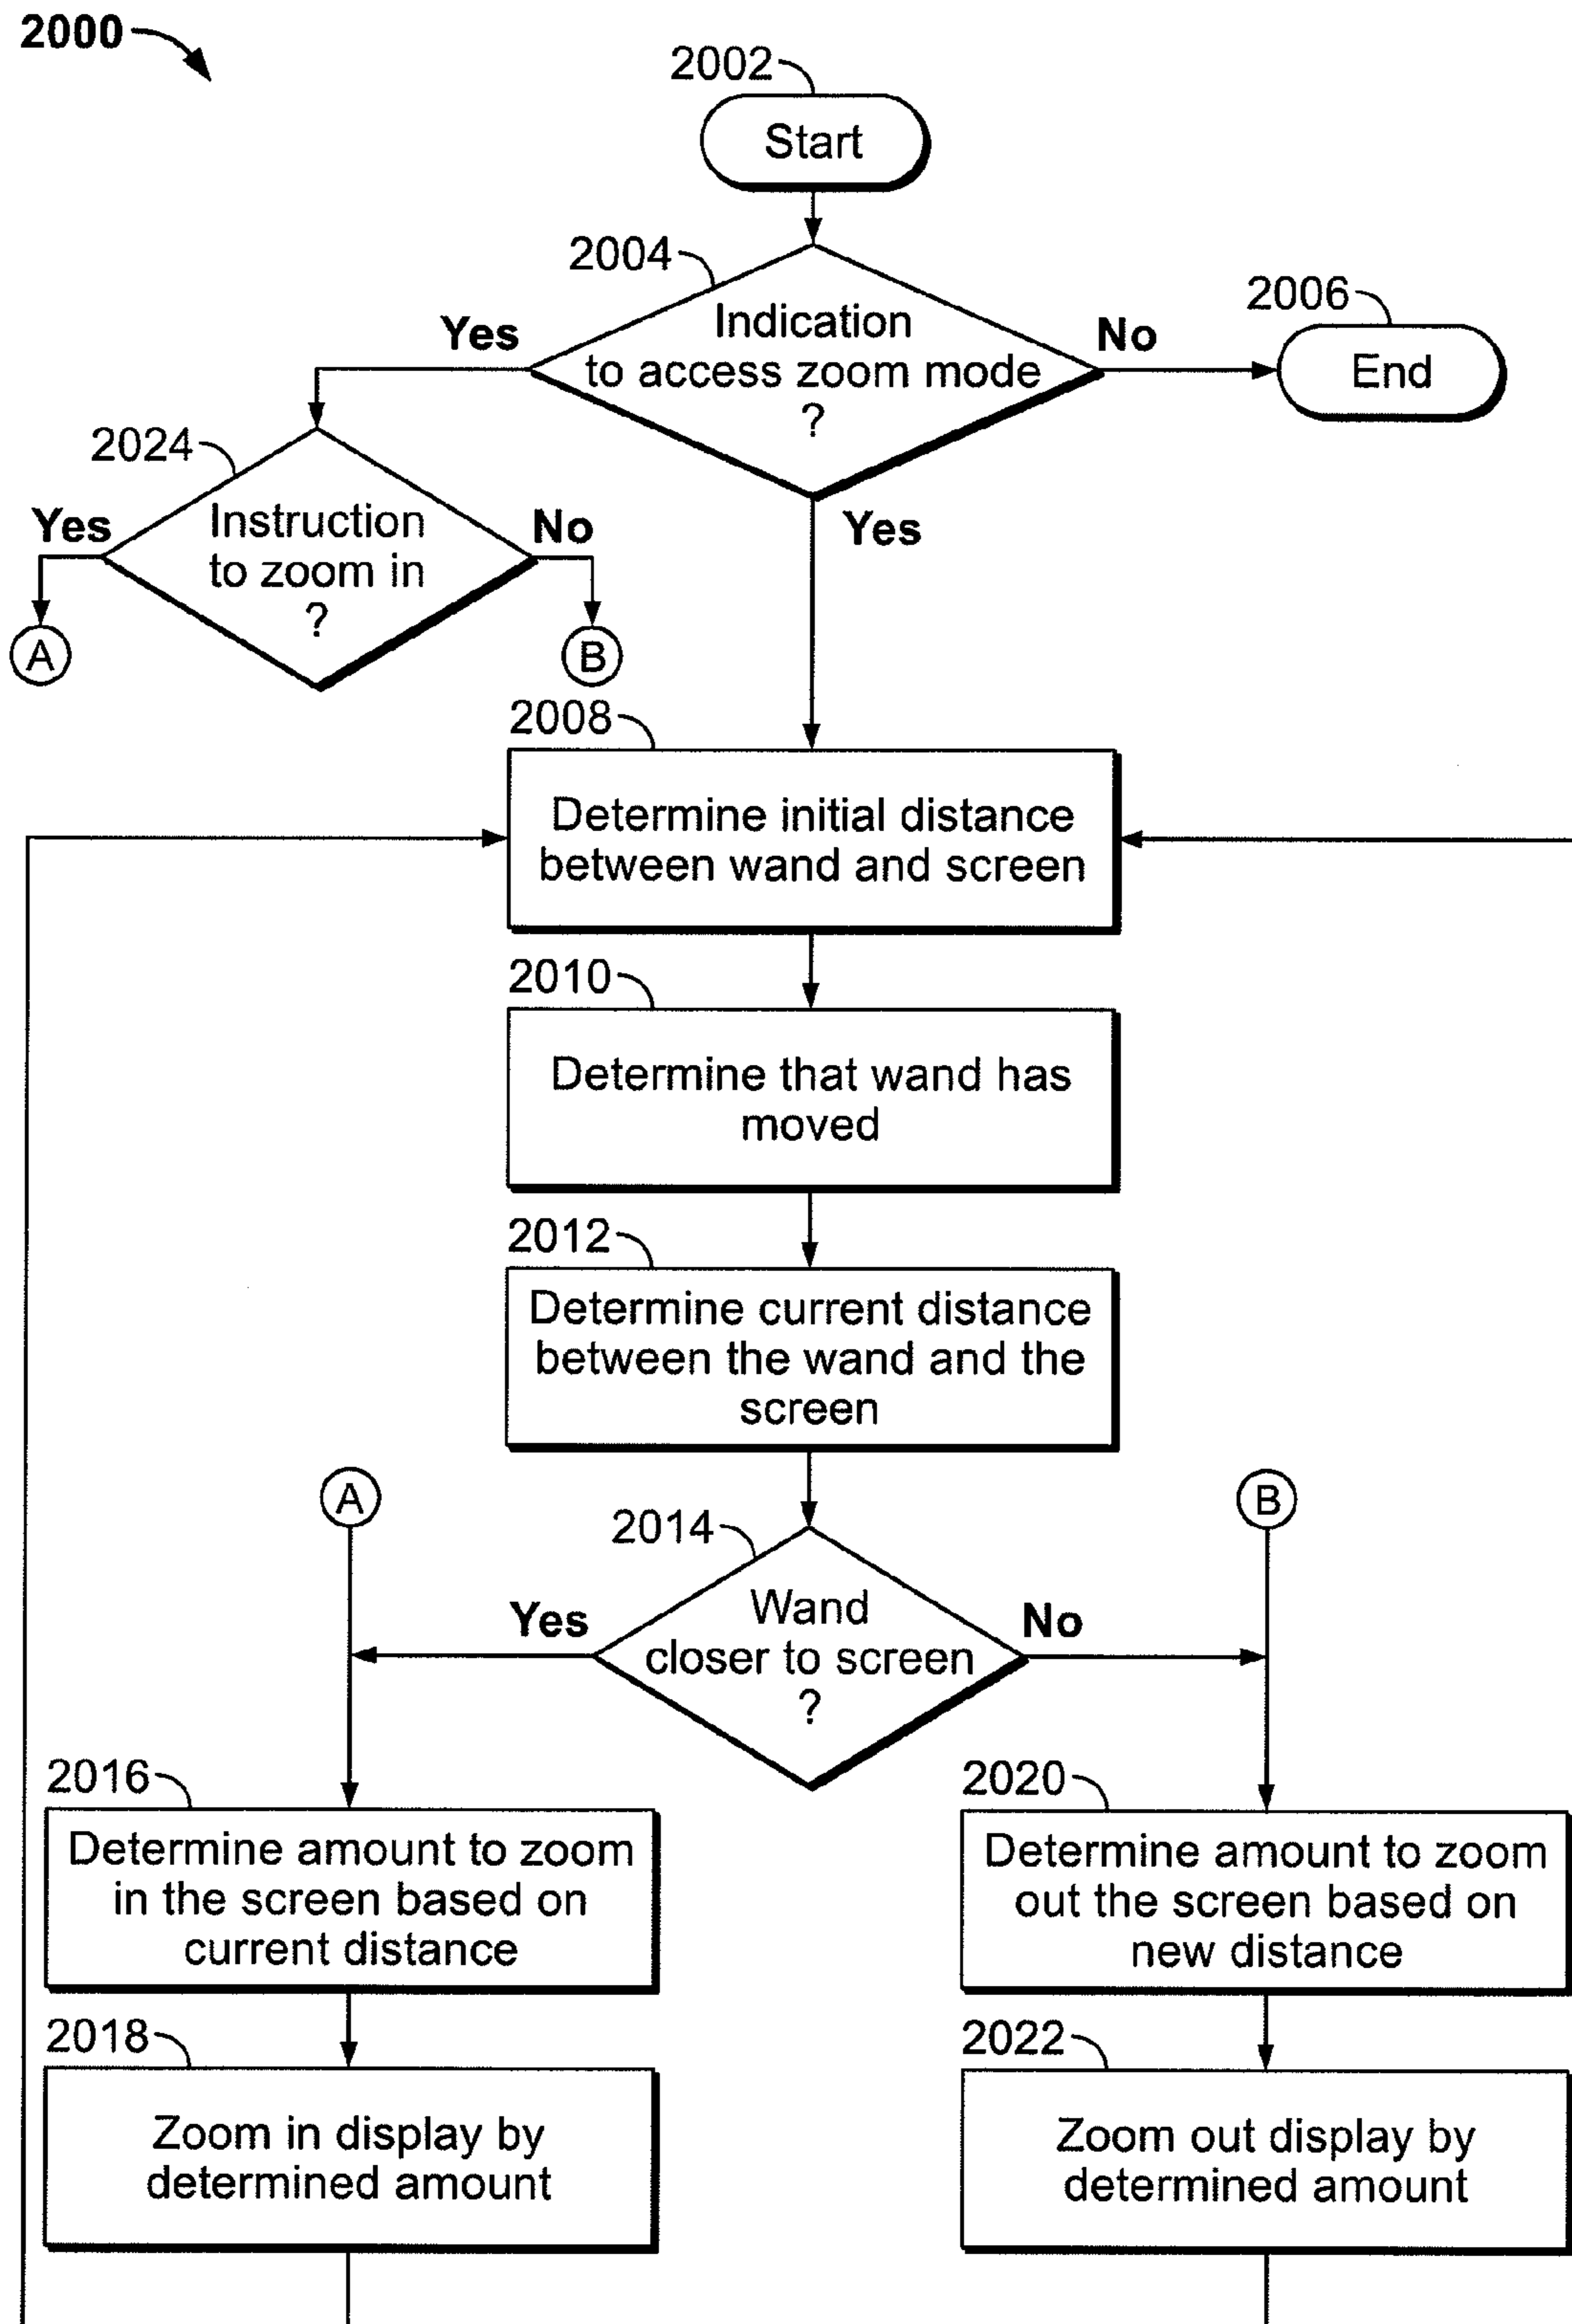 2000
2002
Start
2004
Indication
to access zoom mode
?
Yes
No
2006
End
2024
Instruction
to zoom in
?
Yes
No
Yes
A
B
2008
Determine initial distance
between wand and screen
2010
Determine that wand has
moved
2012
Determine current distance
between the wand and the
screen
A
B
2014
Wand
closer to screen
?
Yes
No
2016
Determine amount to zoom
in the screen based on
current distance
2020
Determine amount to zoom
out the screen based on
new distance
2018
Zoom in display by
determined amount
2022
Zoom out display by
determined amount